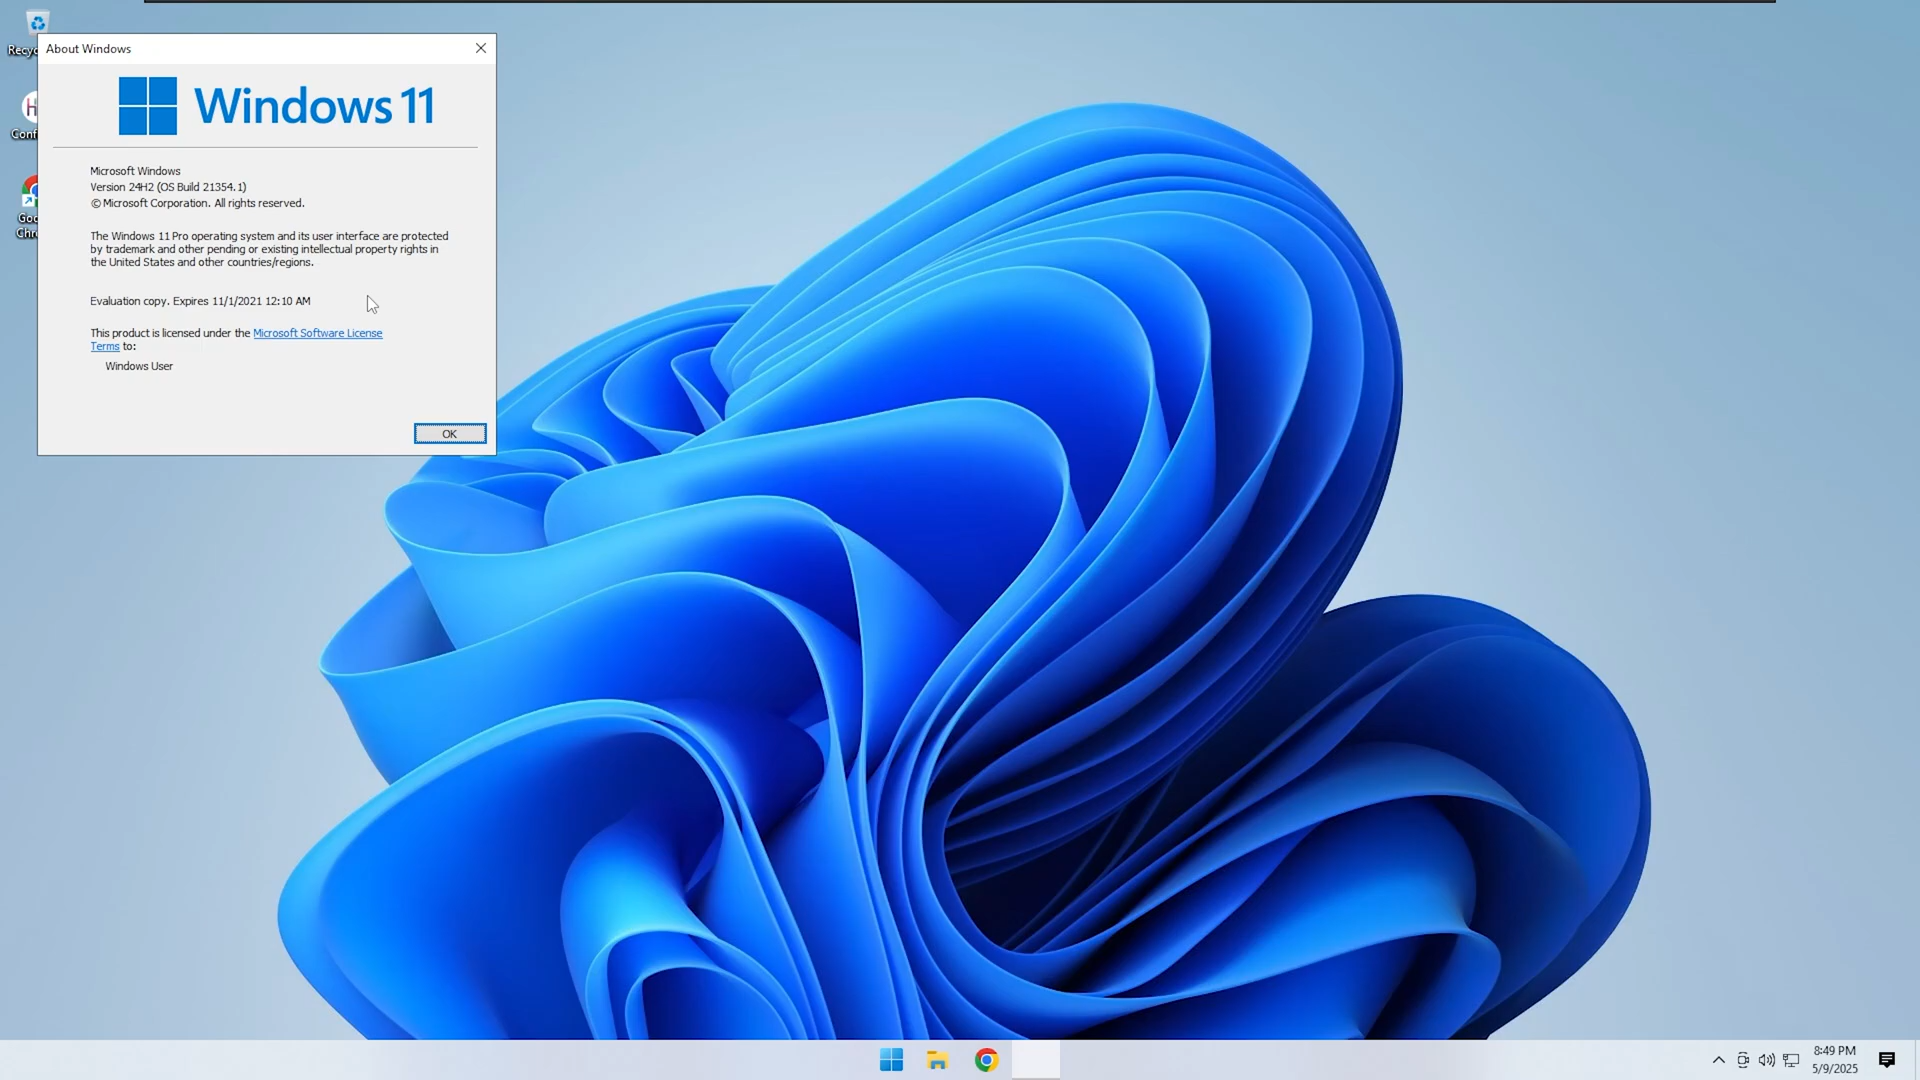 About Windows
Windows 11
Microsoft Windows
Version 24H2 (OS Build 21354.1)
© Microsoft Corporation. All rights reserved.
The Windows 11 Pro operating system and its user interface are protected
by trademark and other pending or existing intellectual property rights in
the United States and other countries/regions.
Evaluation copy. Expires 11/1/2021 12:10 AM
This product is licensed under the Microsoft Software License
Terms to:
Windows User
OK
8:49 PM
5/9/2025